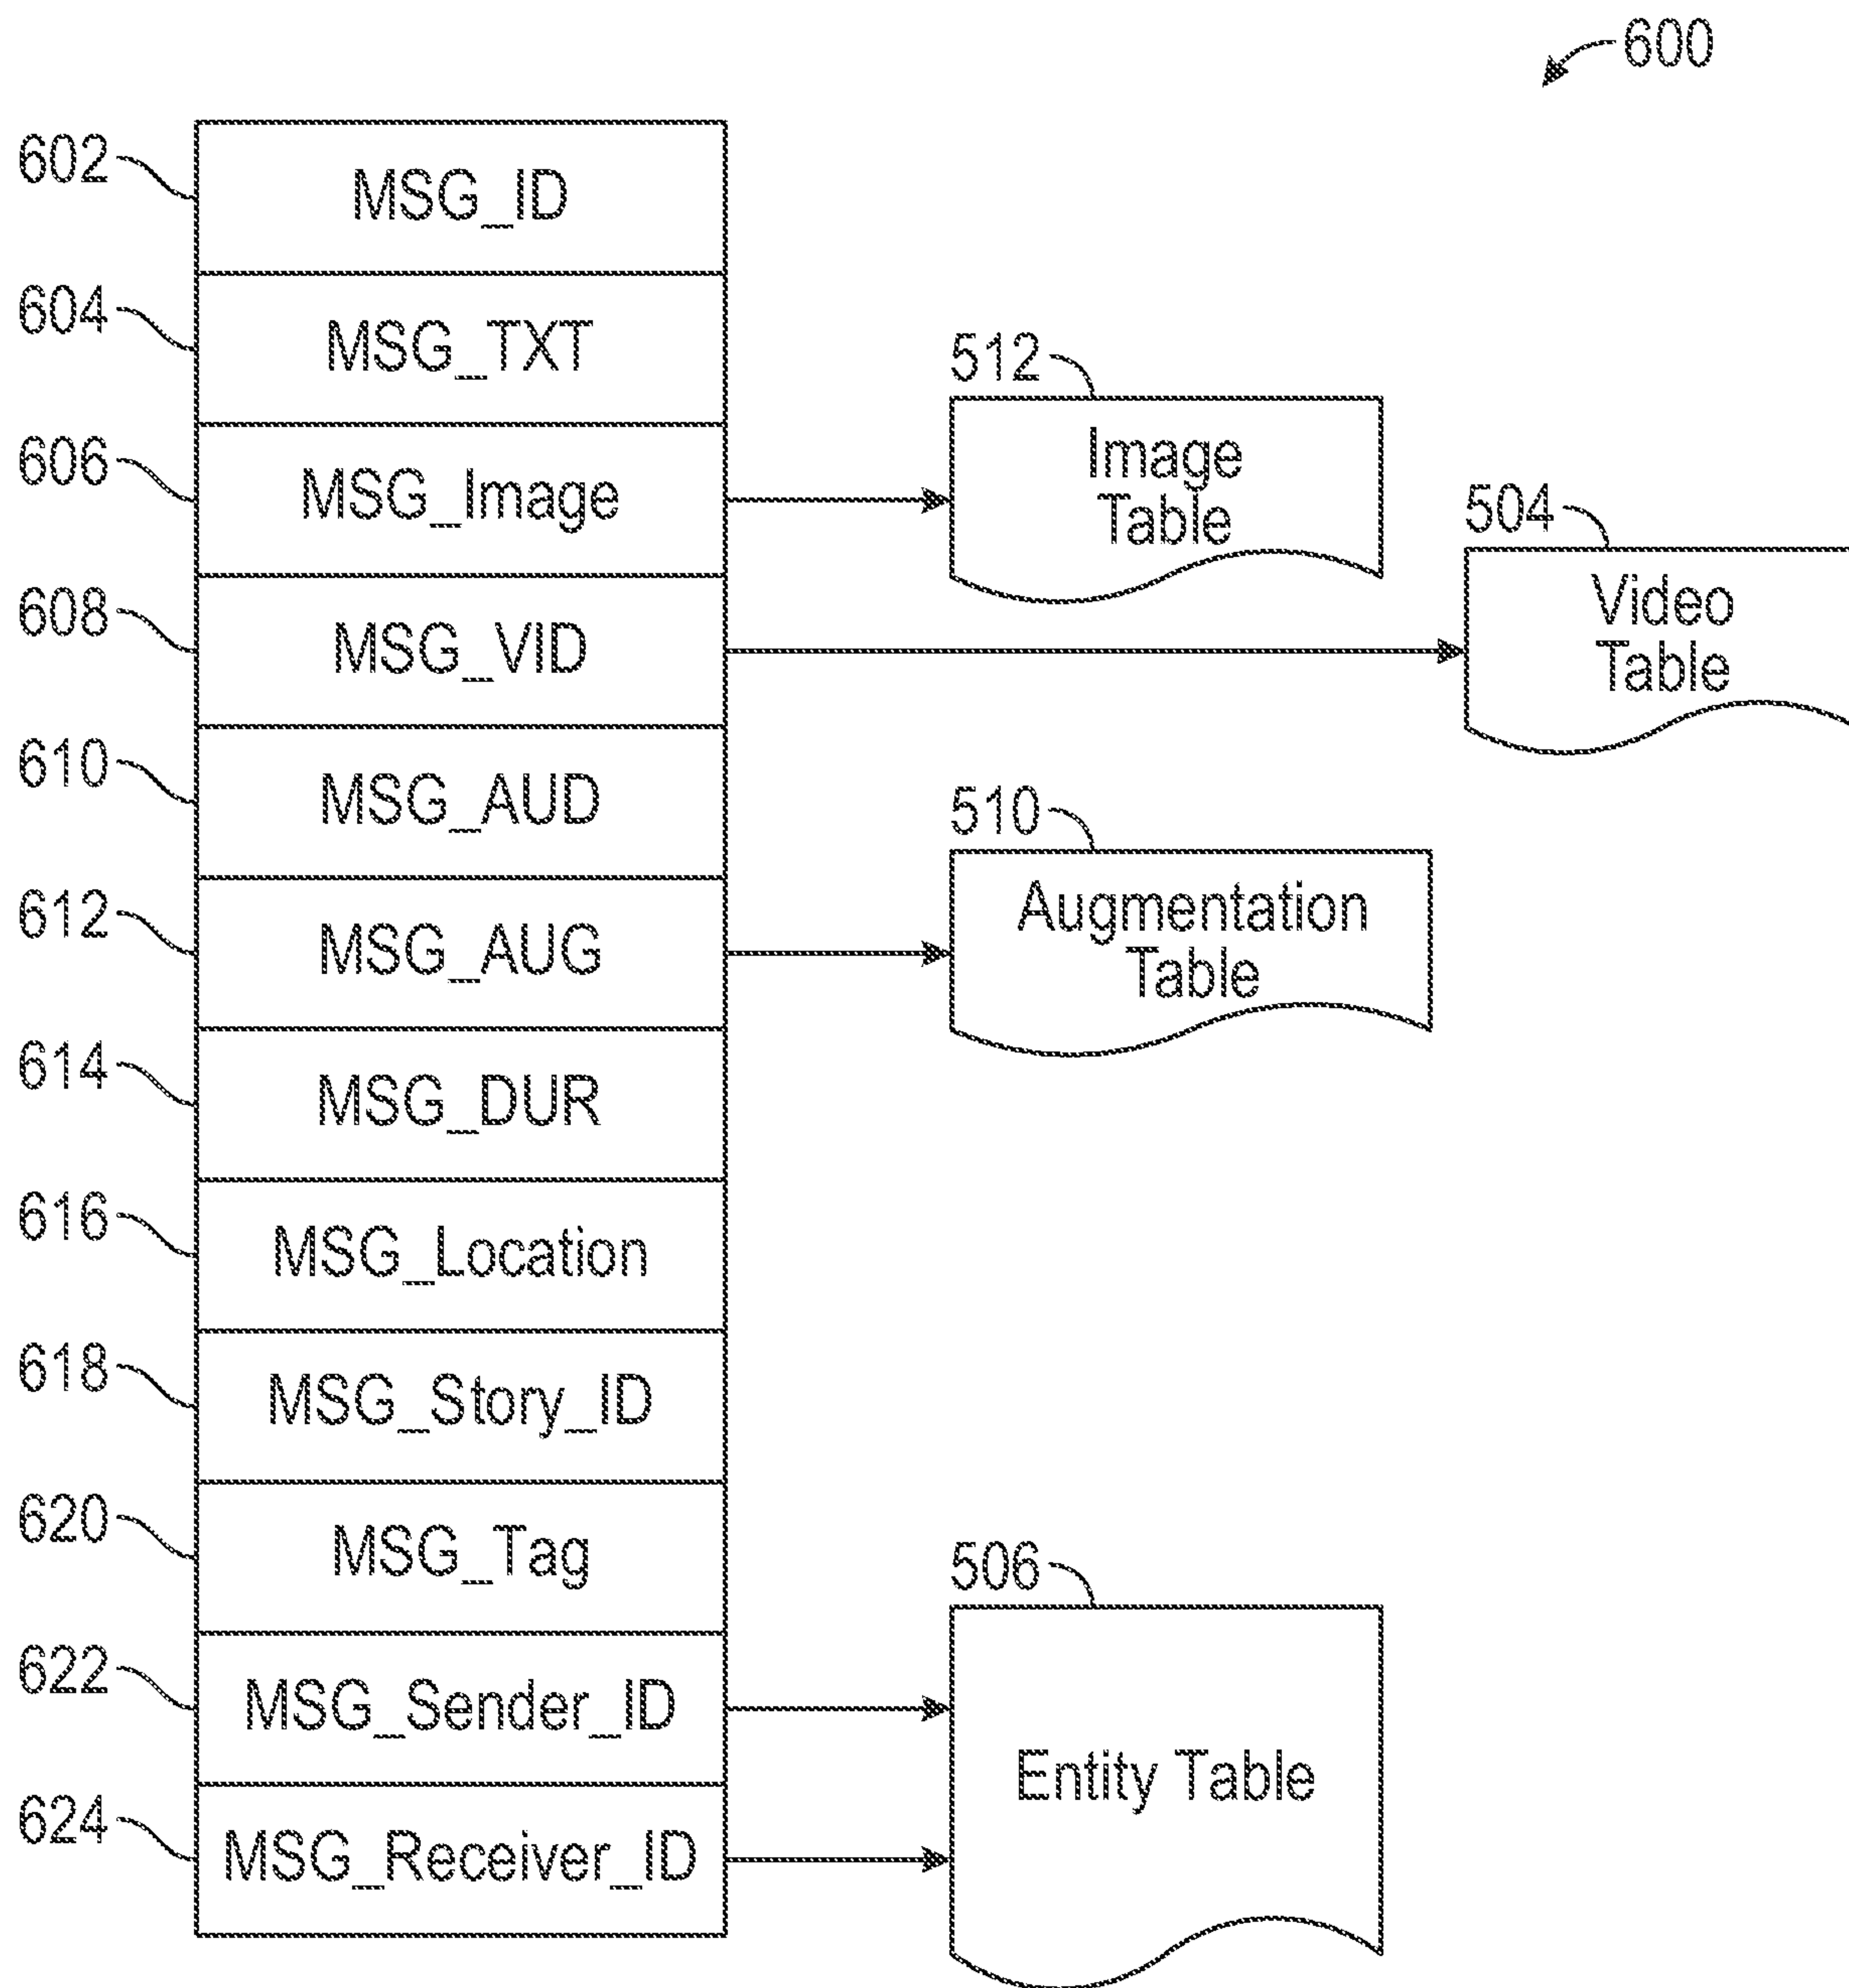 600
602
MSG_ID
604
MSG_TXT
606
MSG_Image
512
Image
Table
608
MSG_VID
504
Video
Table
610
MSG_AUD
612
MSG_AUG
510
Augmentation
Table
614
MSG_DUR
616
MSG_Location
618
MSG_Story_ID
620
MSG_Tag
622
MSG_Sender_ID
506
Entity Table
624
MSG_Receiver_ID